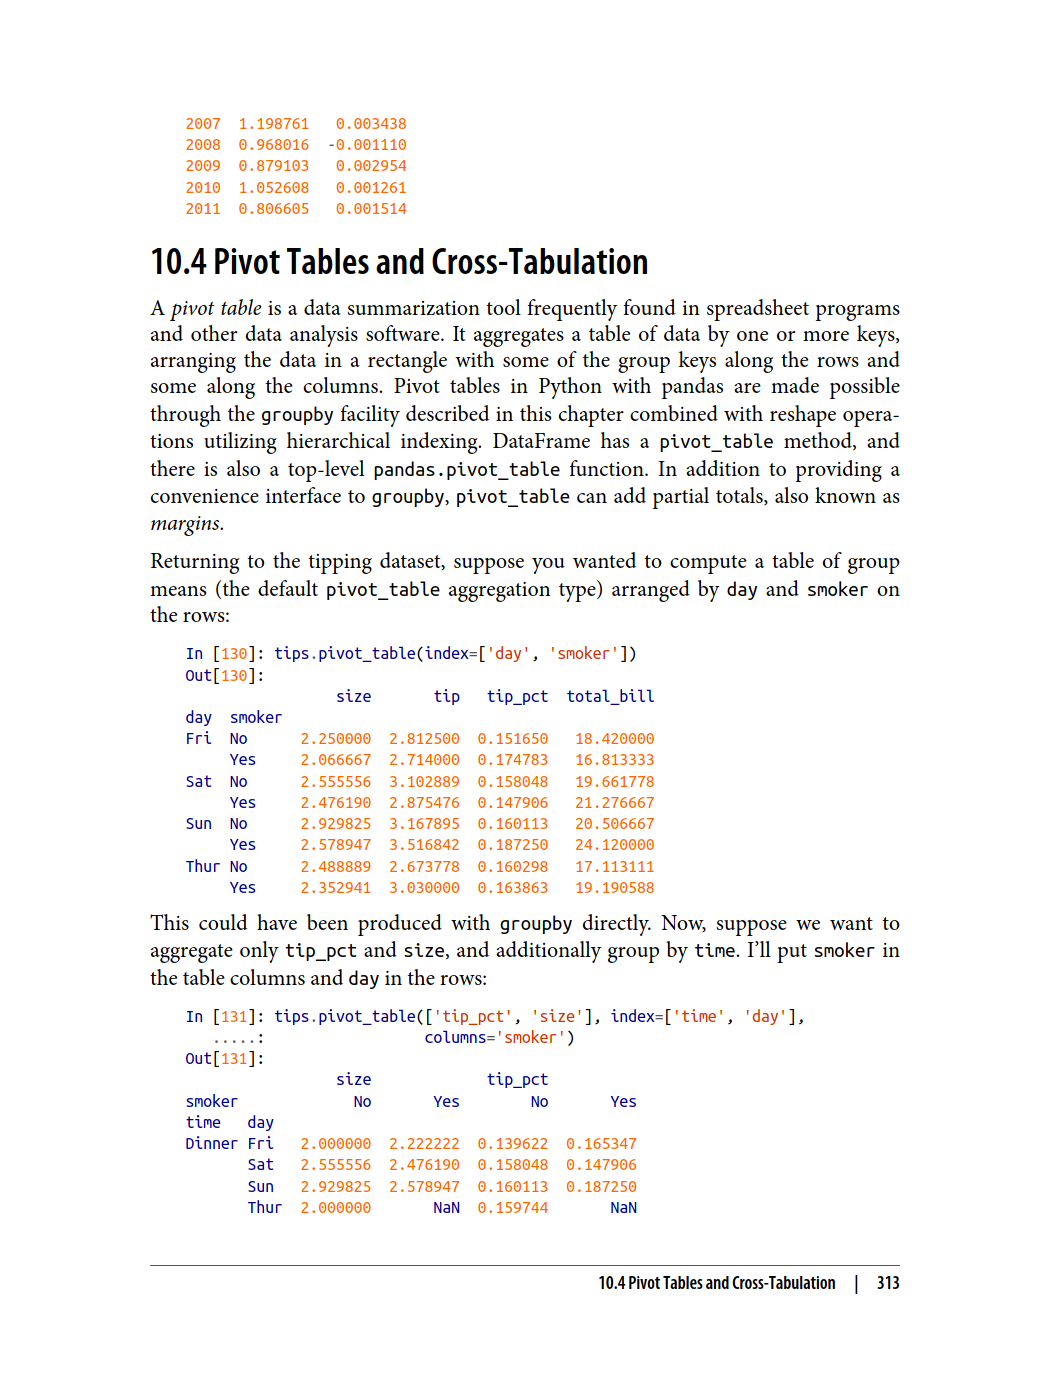 2007  1.198761   0.003438
2008  0.968016  -0.001110
2009  0.879103   0.002954
2010  1.052608   0.001261
2011  0.806605   0.001514
10.4 Pivot Tables and Cross-Tabulation
A pivot table is a data summarization tool frequently found in spreadsheet programs
and other data analysis software. It aggregates a table of data by one or more keys,
arranging the data in a rectangle with some of the group keys along the rows and
some along the columns. Pivot tables in Python with pandas are made possible
through the groupby facility described in this chapter combined with reshape opera-
tions utilizing hierarchical indexing. DataFrame has a pivot_table method, and
there is also a top-level pandas.pivot_table function. In addition to providing a
convenience interface to groupby, pivot_table can add partial totals, also known as
margins.
Returning to the tipping dataset, suppose you wanted to compute a table of group
means (the default pivot_table aggregation type) arranged by day and smoker on
the rows:
In [130]: tips.pivot_table(index=['day', 'smoker'])
Out[130]:
                 size       tip   tip_pct  total_bill
day  smoker
Fri  No      2.250000  2.812500  0.151650   18.420000
     Yes     2.066667  2.714000  0.174783   16.813333
Sat  No      2.555556  3.102889  0.158048   19.661778
     Yes     2.476190  2.875476  0.147906   21.276667
Sun  No      2.929825  3.167895  0.160113   20.506667
     Yes     2.578947  3.516842  0.187250   24.120000
Thur No      2.488889  2.673778  0.160298   17.113111
     Yes     2.352941  3.030000  0.163863   19.190588
This could have been produced with groupby directly. Now, suppose we want to
aggregate only tip_pct and size, and additionally group by time. I’ll put smoker in
the table columns and day in the rows:
In [131]: tips.pivot_table(['tip_pct', 'size'], index=['time', 'day'],
   .....:                  columns='smoker')
Out[131]:
                 size             tip_pct
smoker             No       Yes        No       Yes
time   day
Dinner Fri   2.000000  2.222222  0.139622  0.165347
       Sat   2.555556  2.476190  0.158048  0.147906
       Sun   2.929825  2.578947  0.160113  0.187250
       Thur  2.000000       NaN  0.159744       NaN
10.4 Pivot Tables and Cross-Tabulation | 313